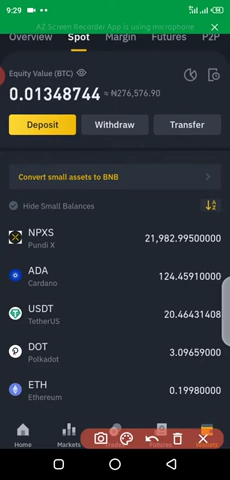 9:29
AZ Screen Recorder App is using microphone
Overview Spot Margin Futures P2P
Equity Value (BTC)
0.01348744 ≈ ₦276,576.90
Deposit Withdraw Transfer
Convert small assets to BNB
Hide Small Balances
NPXS 21,982.99500000
Pundi X
ADA 124.45910000
Cardano
USDT 20.46431408
TetherUS
DOT 3.09659000
Polkadot
ETH 0.19980000
Ethereum
Home Markets